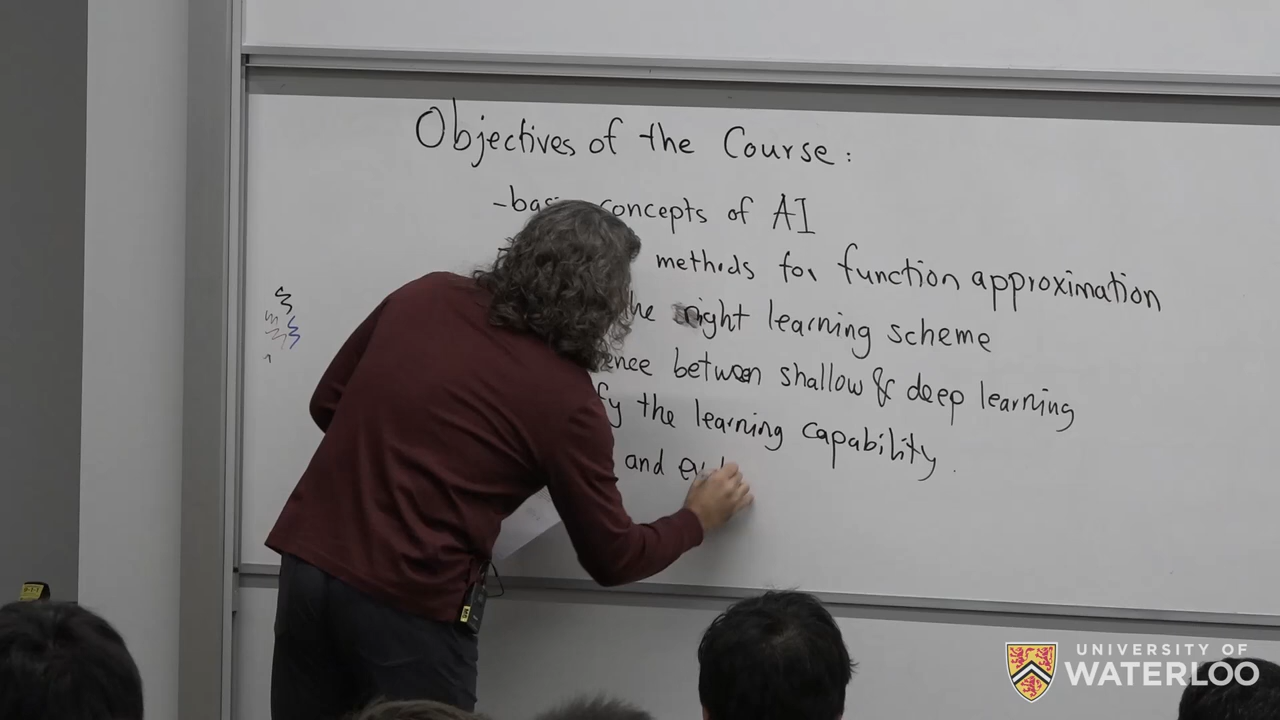 Objectives of the Course :
concepts of AI
methods for function approximation
right learning scheme
between shallow & deep learning
the learning capability.
and
UNIVERSITY OF
WATERLOO